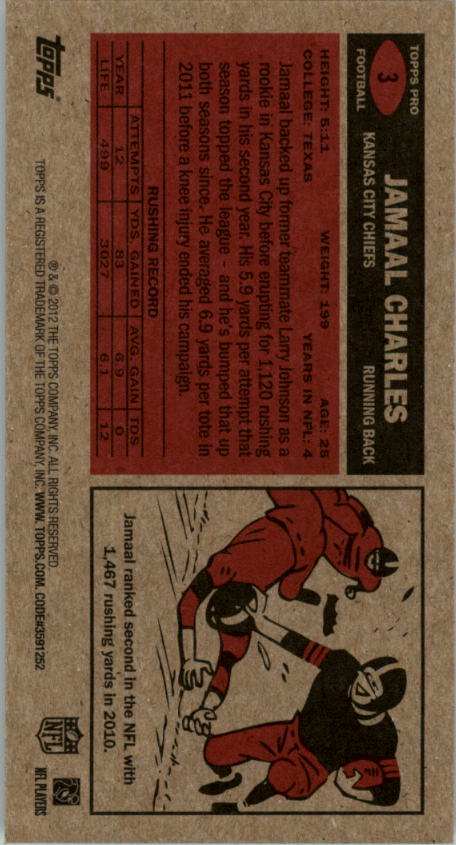 TOPPS PRO
3
FOOTBALL
JAMAAL CHARLES
KANSAS CITY CHIEFS RUNNING BACK
HEIGHT: 5:11 WEIGHT: 199 AGE: 25
COLLEGE: TEXAS YEARS IN NFL: 4
Jamaal backed up former teammate Larry Johnson as a
rookie in Kansas City before erupting for 1,120 rushing
yards in his second year. His 5.9 yards per attempt that
season topped the league – and he's bumped that up
both seasons since. He averaged 6.9 yards per tote in
2011 before a knee injury ended his campaign.
RUSHING RECORD
ATTEMPTS YDS. GAINED AVG. GAIN TDS
YEAR 12 83 6.9 0
LIFE 499 3027 6.1 12
Jamaal ranked second in the NFL with
1,467 rushing yards in 2010.
topps
® & © 2012 THE TOPPS COMPANY, INC. ALL RIGHTS RESERVED.
TOPPS IS A REGISTERED TRADEMARK OF THE TOPPS COMPANY, INC. WWW.TOPPS.COM. CODE#3591252
NFL
NFL PLAYERS